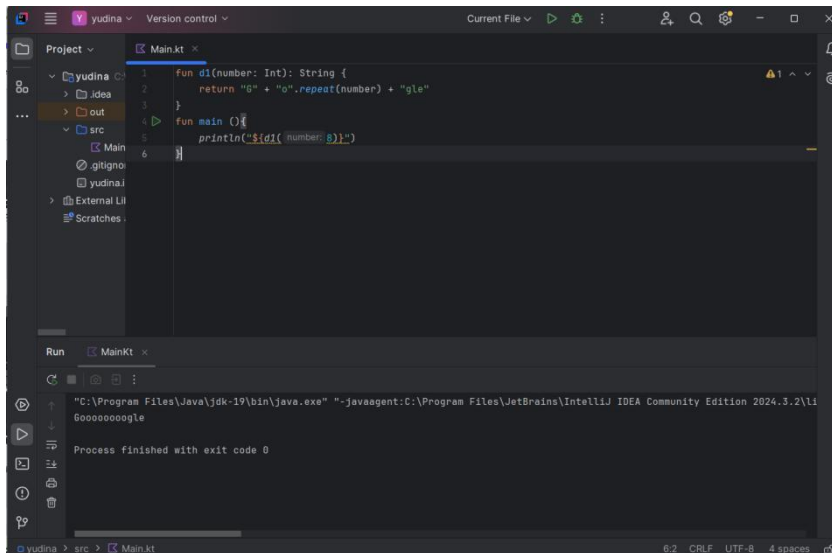 Y yudina Version control Current File
Project
Main.kt
yudina C:\
.idea
out
src
Main
.gitigno
yudina.i
External Lib
Scratches
1 fun d1(number: Int): String {
2 return "G" + "o".repeat(number) + "gle"
3 }
4 fun main (){
5 println("${d1( number: 8)}")
6 }
1
Run MainKt
"C:\Program Files\Java\jdk-19\bin\java.exe" "-javaagent:C:\Program Files\JetBrains\IntelliJ IDEA Community Edition 2024.3.2\li
Goooooooogle
Process finished with exit code 0
yudina > src > Main.kt 6:2 CRLF UTF-8 4 spaces